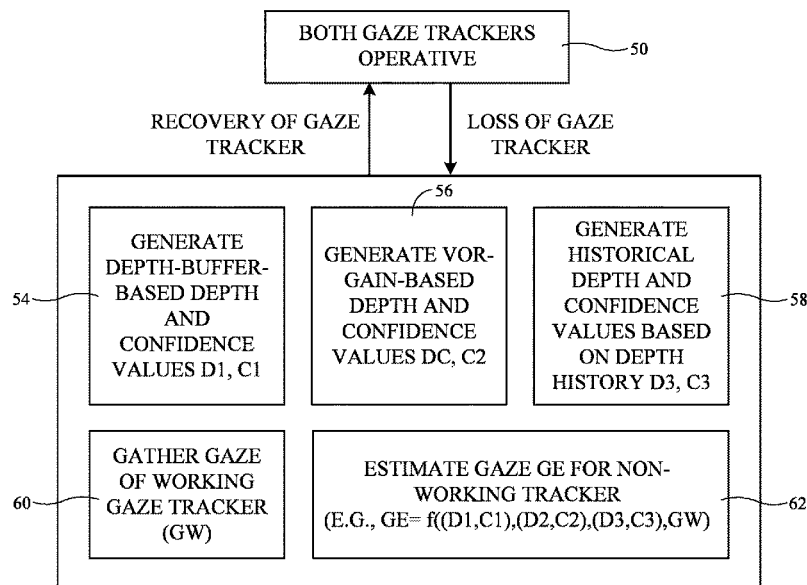 BOTH GAZE TRACKERS
OPERATIVE
50
RECOVERY OF GAZE
TRACKER
LOSS OF GAZE
TRACKER
56
GENERATE
DEPTH-BUFFER-
BASED DEPTH
AND
CONFIDENCE
VALUES D1, C1
54
GENERATE VOR-
GAIN-BASED
DEPTH AND
CONFIDENCE
VALUES DC, C2
GENERATE
HISTORICAL
DEPTH AND
CONFIDENCE
VALUES BASED
ON DEPTH
HISTORY D3, C3
58
GATHER GAZE
OF WORKING
GAZE TRACKER
(GW)
60
ESTIMATE GAZE GE FOR NON-
WORKING TRACKER
(E.G., GE= f((D1,C1),(D2,C2),(D3,C3),GW)
62